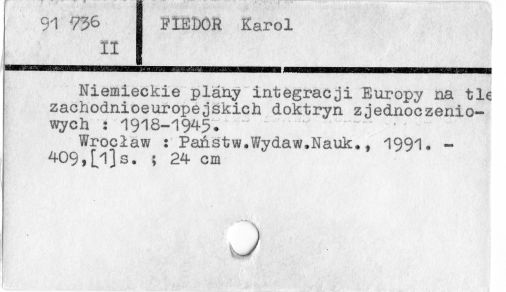 91 736 FIEDOR Karol
II
Niemieckie plány integracji Europy na tle
zachodnioeuropejskich doktryn zjednoczenio-
wych : 1918-1945.
Wrocław : Państw.Wydaw.Nauk., 1991. -
409,[1]s. ; 24 cm